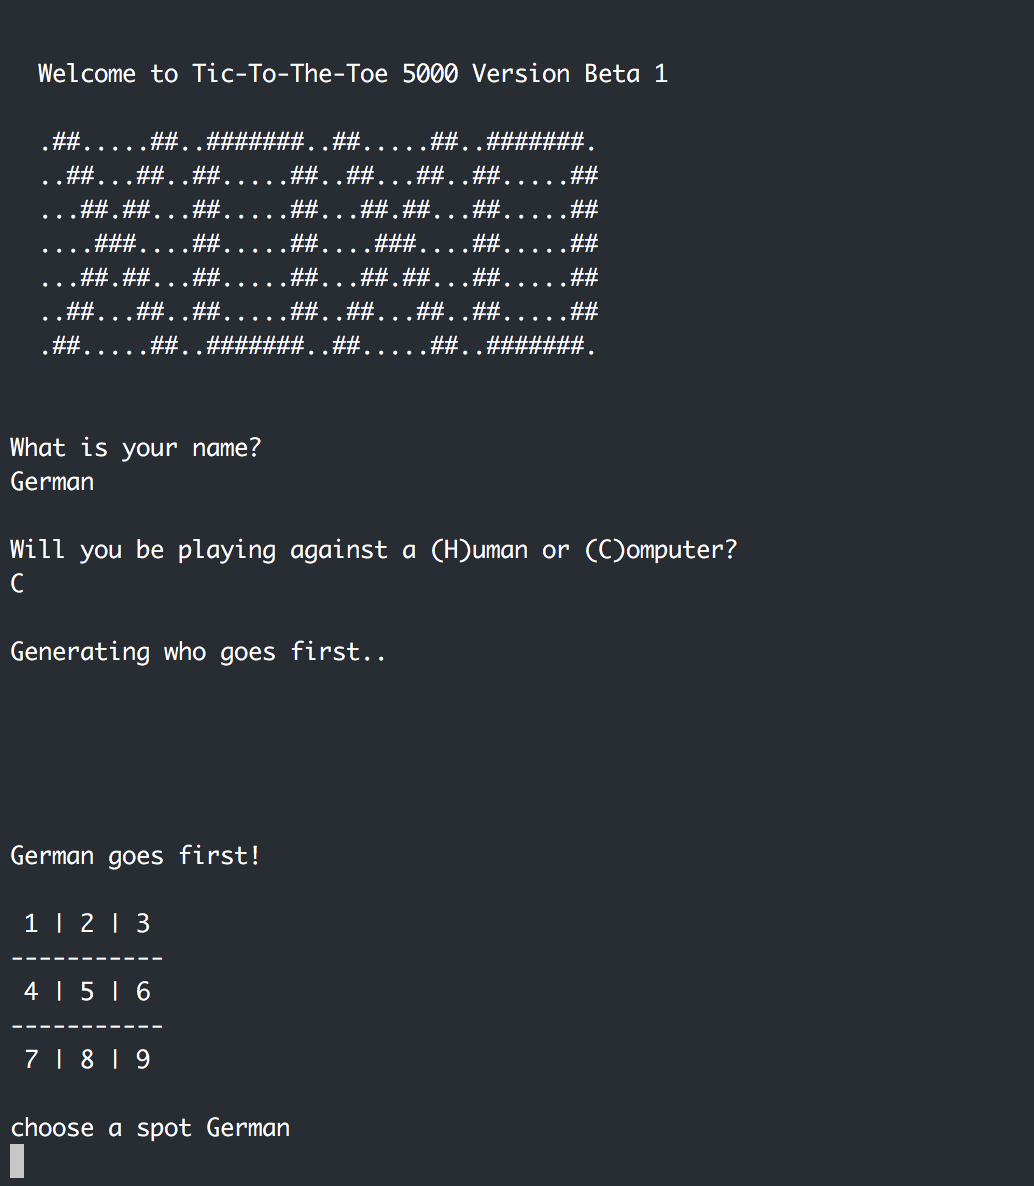 Welcome to Tic-To-The-Toe 5000 Version Beta 1
.##.....##..#######..##.....##..#######.
..##...##..##.....##..##...##..##.....##
...##.##...##.....##...##.##...##.....##
....###....##.....##....###....##.....##
...##.##...##.....##...##.##...##.....##
..##...##..##.....##..##...##..##.....##
.##.....##..#######..##.....##..#######.
What is your name?
German
Will you be playing against a (H)uman or (C)omputer?
C
Generating who goes first..
German goes first!
1 | 2 | 3
-----------
4 | 5 | 6
-----------
7 | 8 | 9
choose a spot German